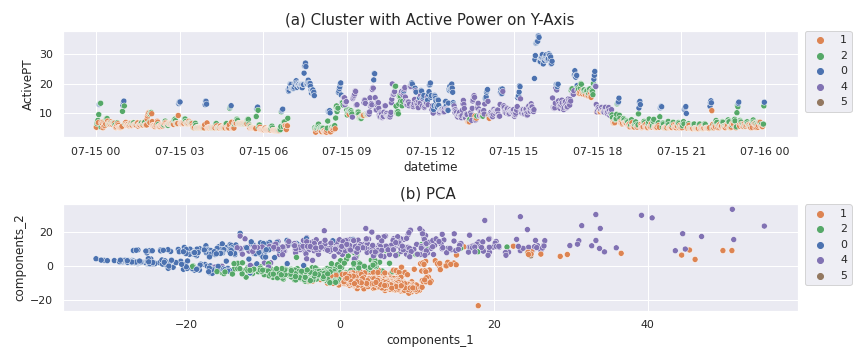 (a) Cluster with Active Power on Y-Axis
ActivePT
30
20
10
07-15 00 07-15 03 07-15 06 07-15 09 07-15 12 07-15 15 07-15 18 07-15 21 07-16 00
datetime
1
2
0
4
5
(b) PCA
components_2
20
0
−20
−20 0 20 40
components_1
1
2
0
4
5